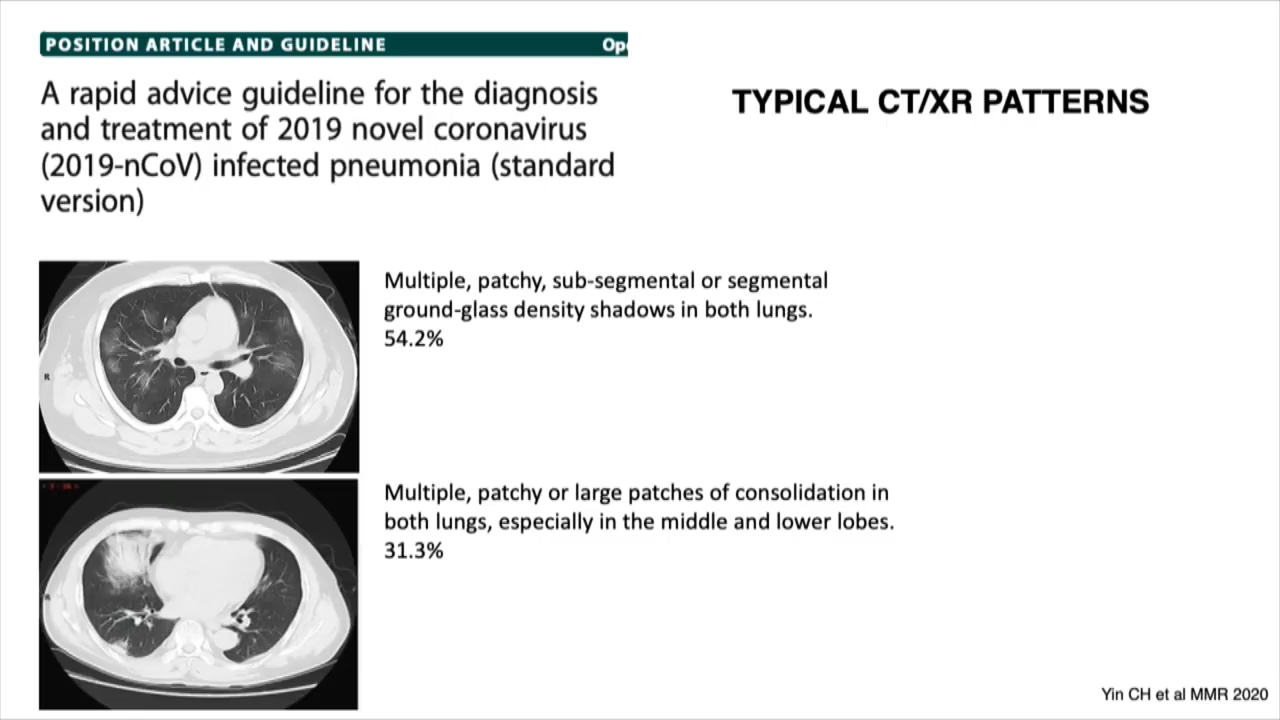 POSITION ARTICLE AND GUIDELINE
Ope
A rapid advice guideline for the diagnosis
and treatment of 2019 novel coronavirus
(2019-nCoV) infected pneumonia (standard
version)
TYPICAL CT/XR PATTERNS
R
Multiple, patchy, sub-segmental or segmental
ground-glass density shadows in both lungs.
54.2%
Multiple, patchy or large patches of consolidation in
both lungs, especially in the middle and lower lobes.
31.3%
Yin CH et al MMR 2020